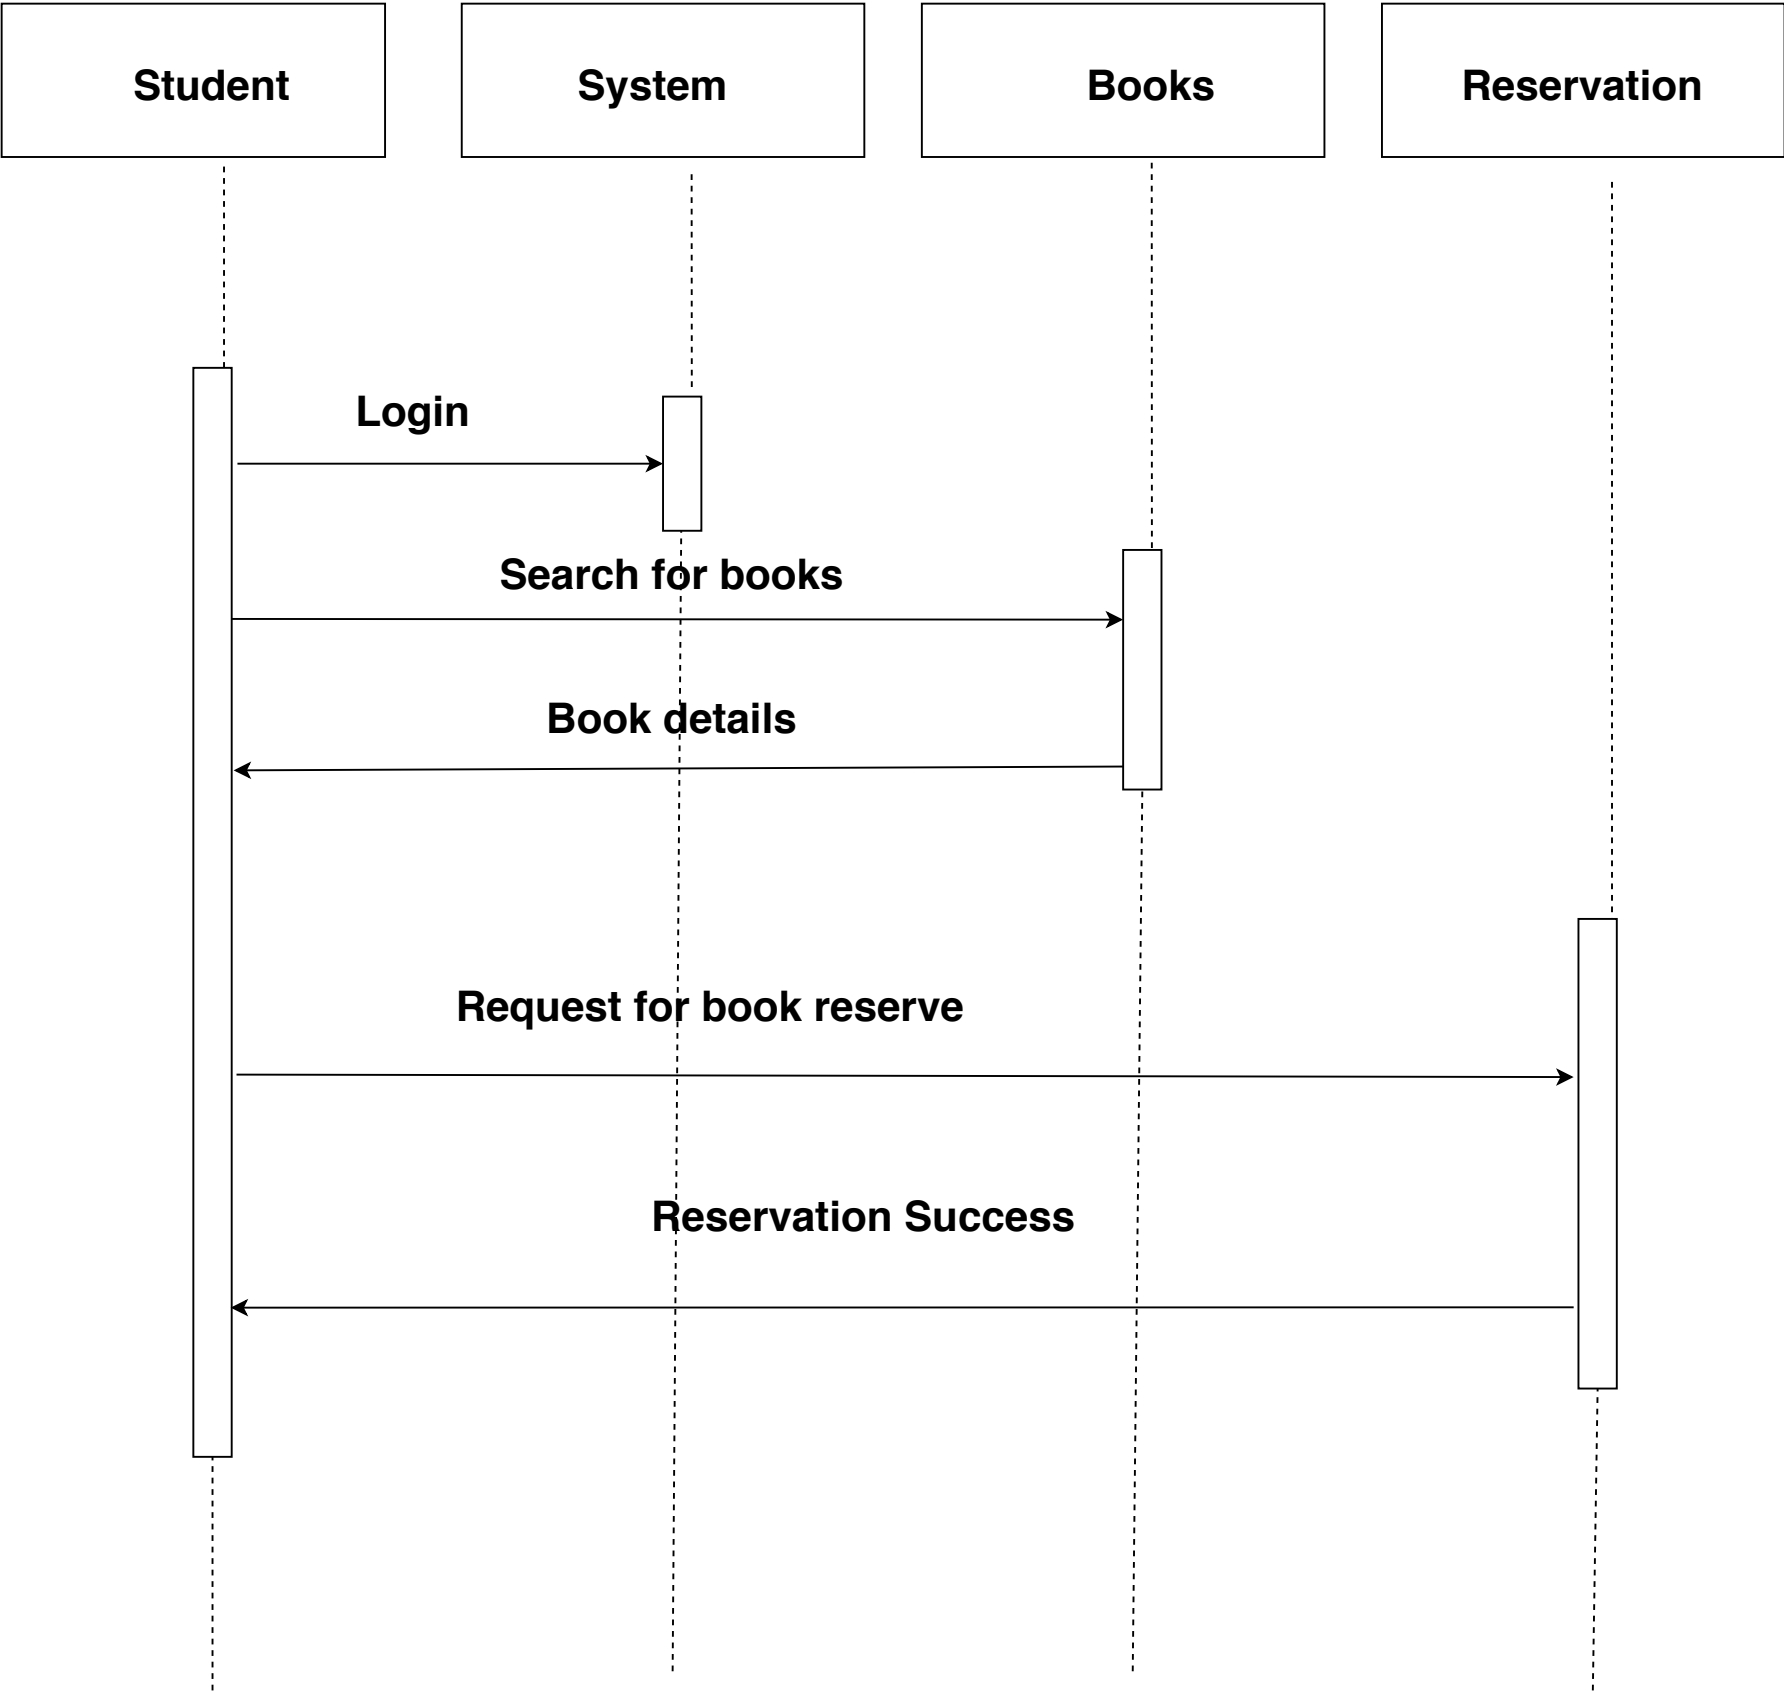 Student
System
Books
Reservation
Login
Search for books
Book details
Request for book reserve
Reservation Success